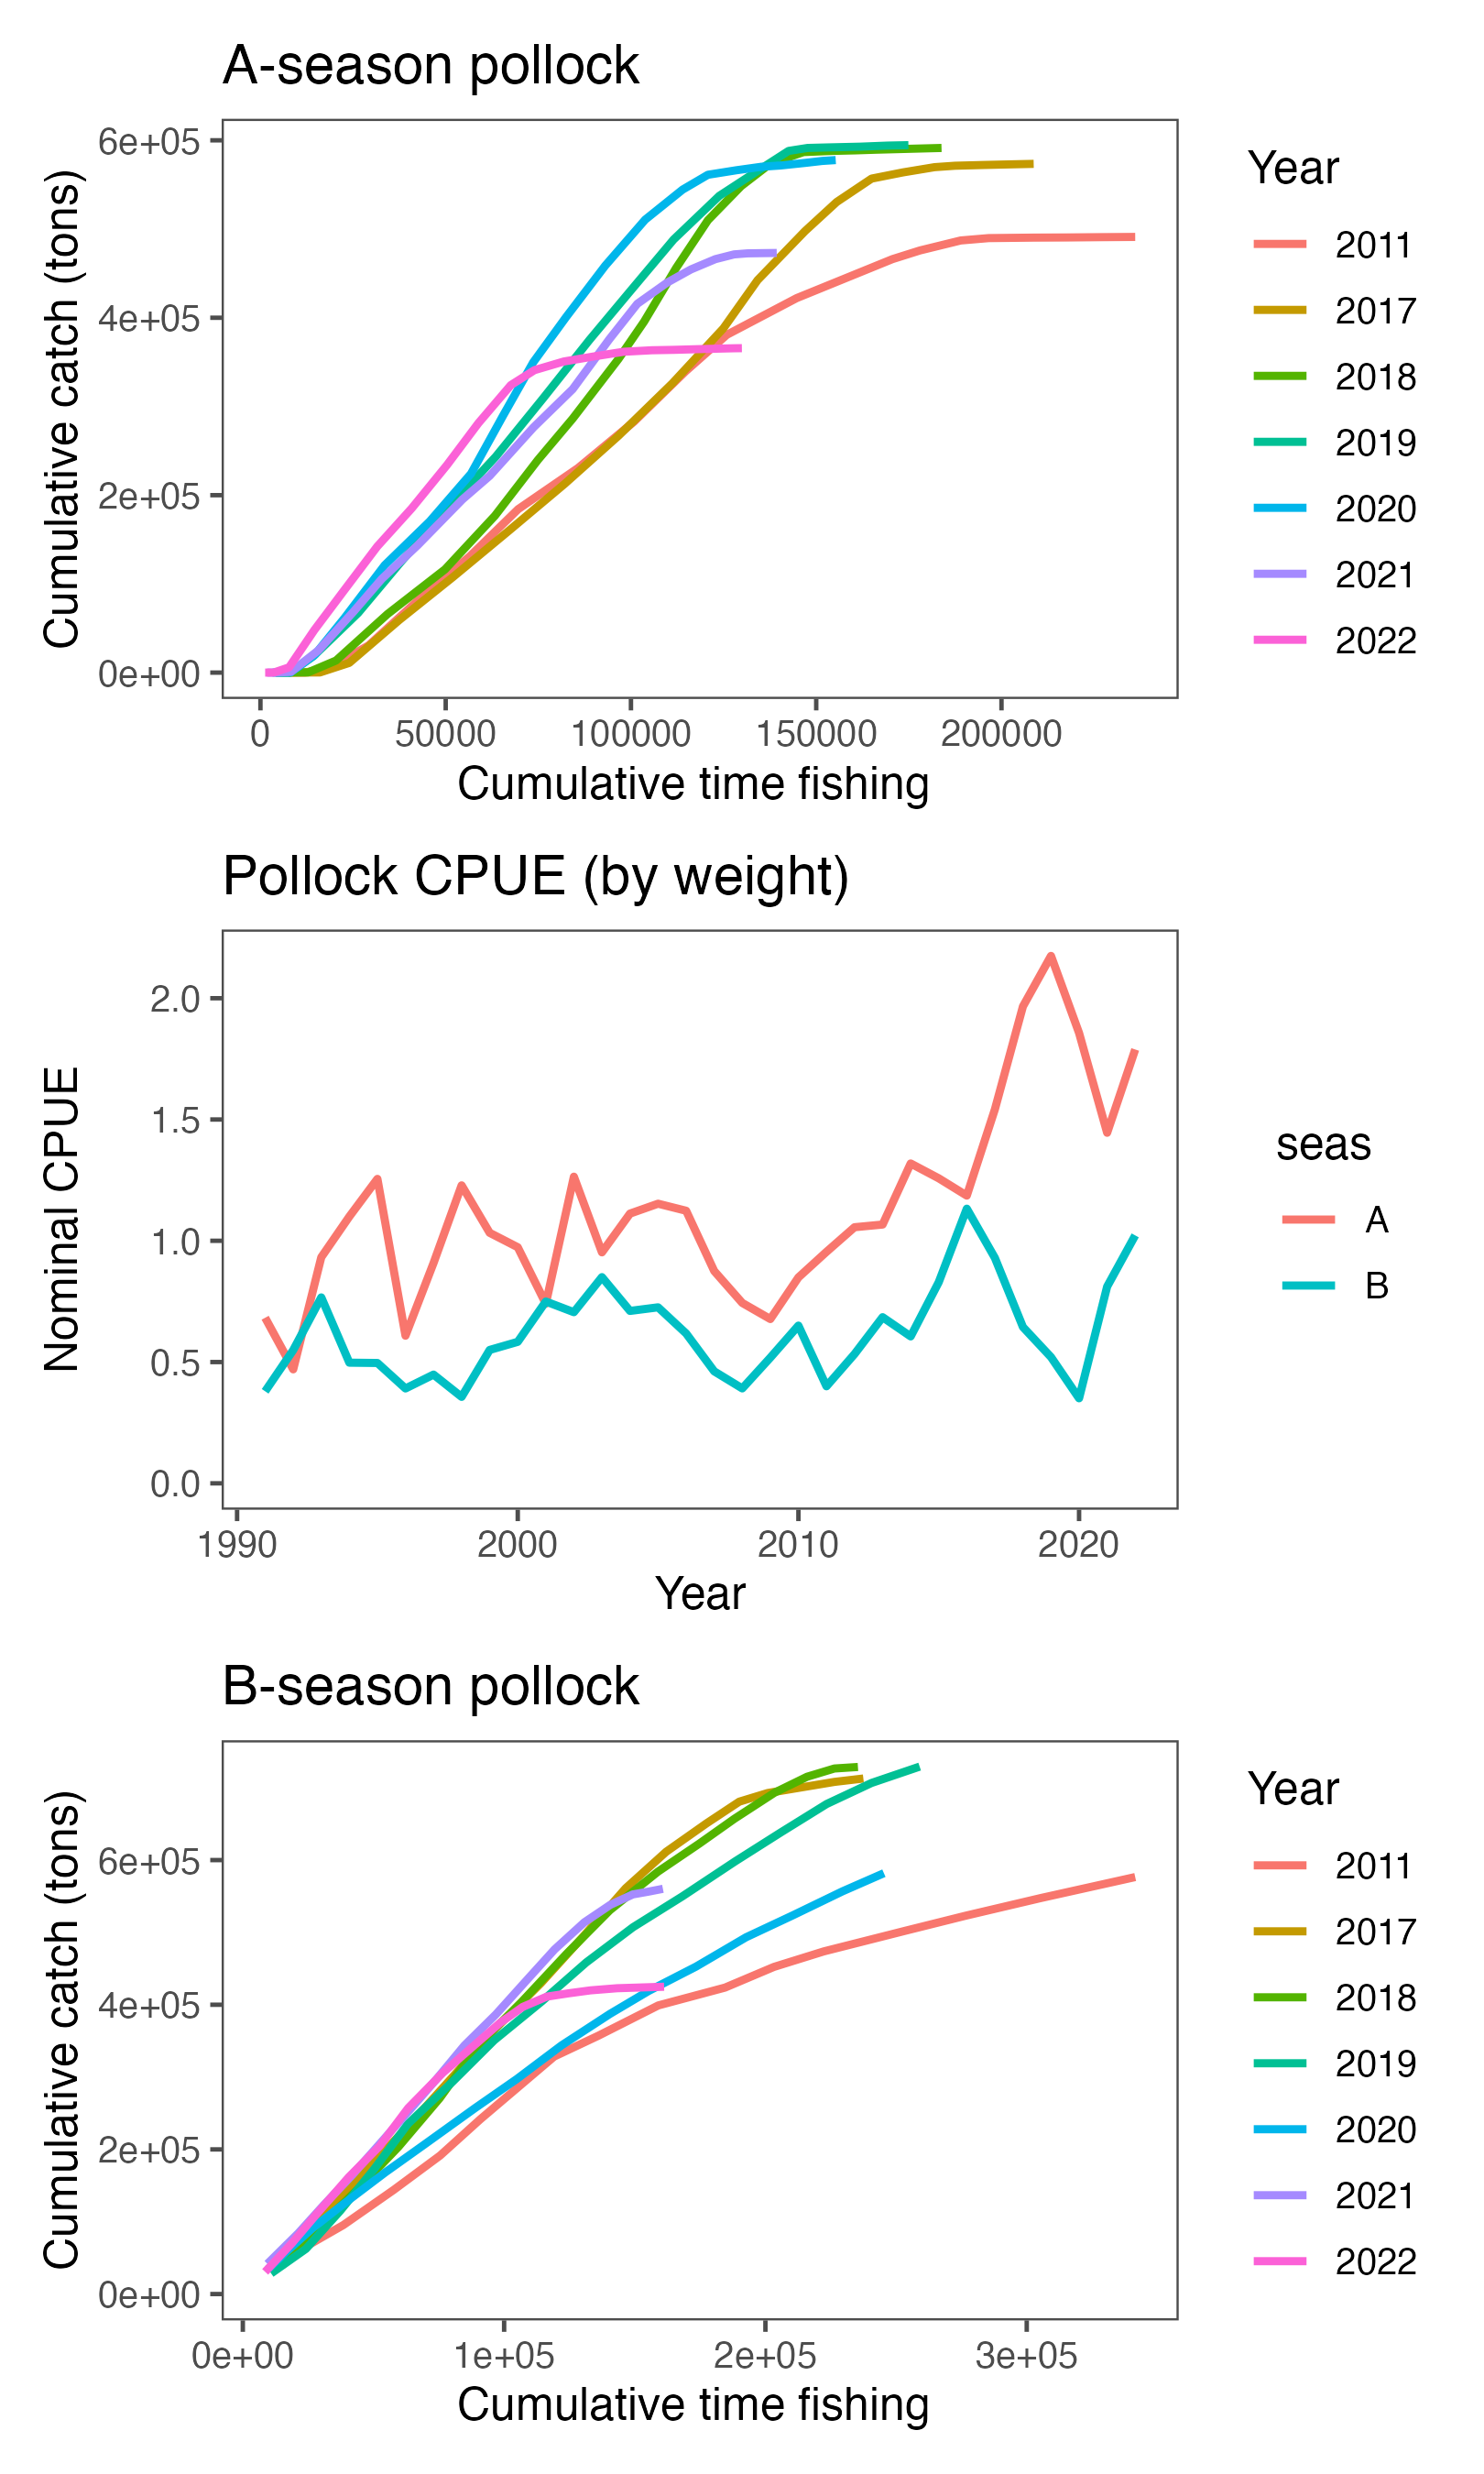 A-season pollock
Cumulative catch (tons)
6e+05
4e+05
2e+05
0e+00
0 50000 100000 150000 200000
Cumulative time fishing
Year
2011
2017
2018
2019
2020
2021
2022
Pollock CPUE (by weight)
Nominal CPUE
2.0
1.5
1.0
0.5
0.0
1990 2000 2010 2020
Year
seas
A
B
B-season pollock
Cumulative catch (tons)
6e+05
4e+05
2e+05
0e+00
0e+00 1e+05 2e+05 3e+05
Cumulative time fishing
Year
2011
2017
2018
2019
2020
2021
2022